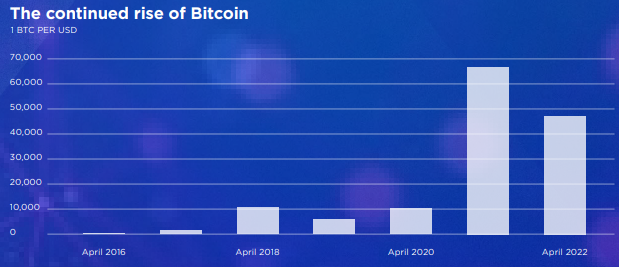 The continued rise of Bitcoin
1 BTC PER USD
70,000
60,000
50,000
40,000
30,000
20,000
10,000
0
April 2016 April 2018 April 2020 April 2022